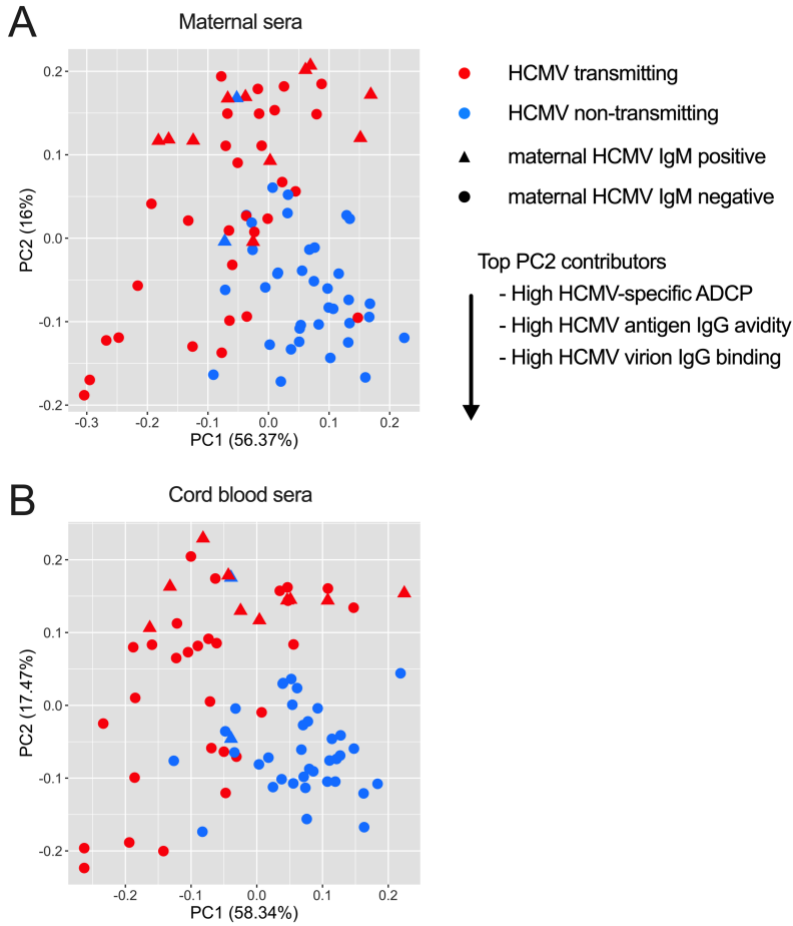 A
Maternal sera
0.2
0.1
0.0
-0.1
-0.2
PC2 (16%)
-0.3
-0.2
-0.1
0.0
0.1
0.2
PC1 (56.37%)
HCMV transmitting
HCMV non-transmitting
maternal HCMV IgM positive
maternal HCMV IgM negative
Top PC2 contributors
- High HCMV-specific ADCP
- High HCMV antigen IgG avidity
- High HCMV virion IgG binding
B
Cord blood sera
0.2
0.1
0.0
-0.1
-0.2
PC2 (17.47%)
-0.2
-0.1
0.0
0.1
0.2
PC1 (58.34%)